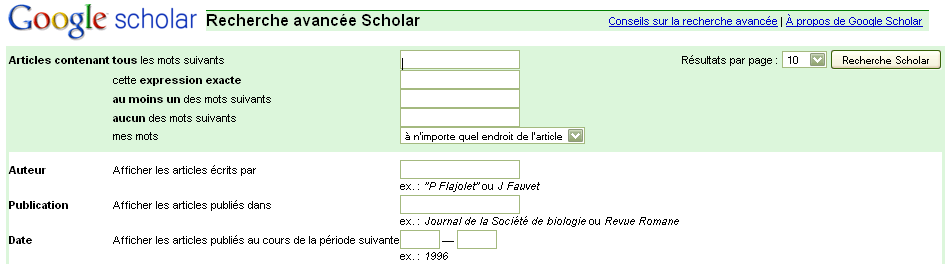 Google scholar Recherche avancée Scholar Conseils sur la recherche avancée | À propos de Google Scholar
Articles contenant tous les mots suivants Résultats par page : 10 Recherche Scholar
cette expression exacte
au moins un des mots suivants
aucun des mots suivants
mes mots à n'importe quel endroit de l'article
Auteur Afficher les articles écrits par
ex. : "P Flajolet" ou J Fauvet
Publication Afficher les articles publiés dans
ex. : Journal de la Société de biologie ou Revue Romane
Date Afficher les articles publiés au cours de la période suivante —
ex. : 1996